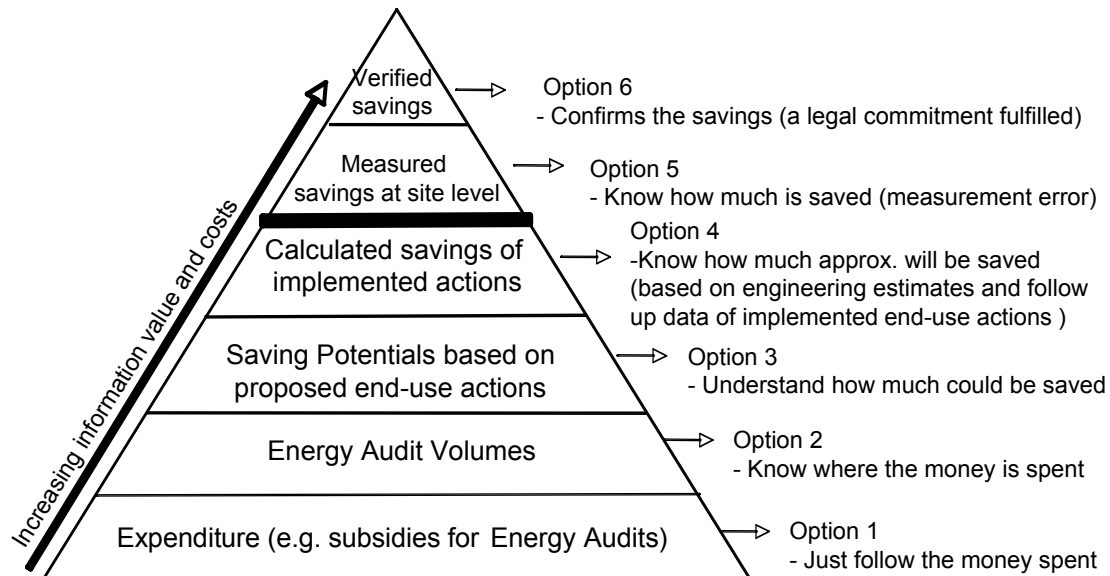 Verified
savings
Option 6
- Confirms the savings (a legal commitment fulfilled)
Measured
savings at site level
Option 5
- Know how much is saved (measurement error)
Calculated savings of
implemented actions
Option 4
-Know how much approx. will be saved
(based on engineering estimates and follow
up data of implemented end-use actions )
Saving Potentials based on
proposed end-use actions
Option 3
- Understand how much could be saved
Energy Audit Volumes
Option 2
- Know where the money is spent
Expenditure (e.g. subsidies for Energy Audits)
Option 1
- Just follow the money spent
Increasing information value and costs